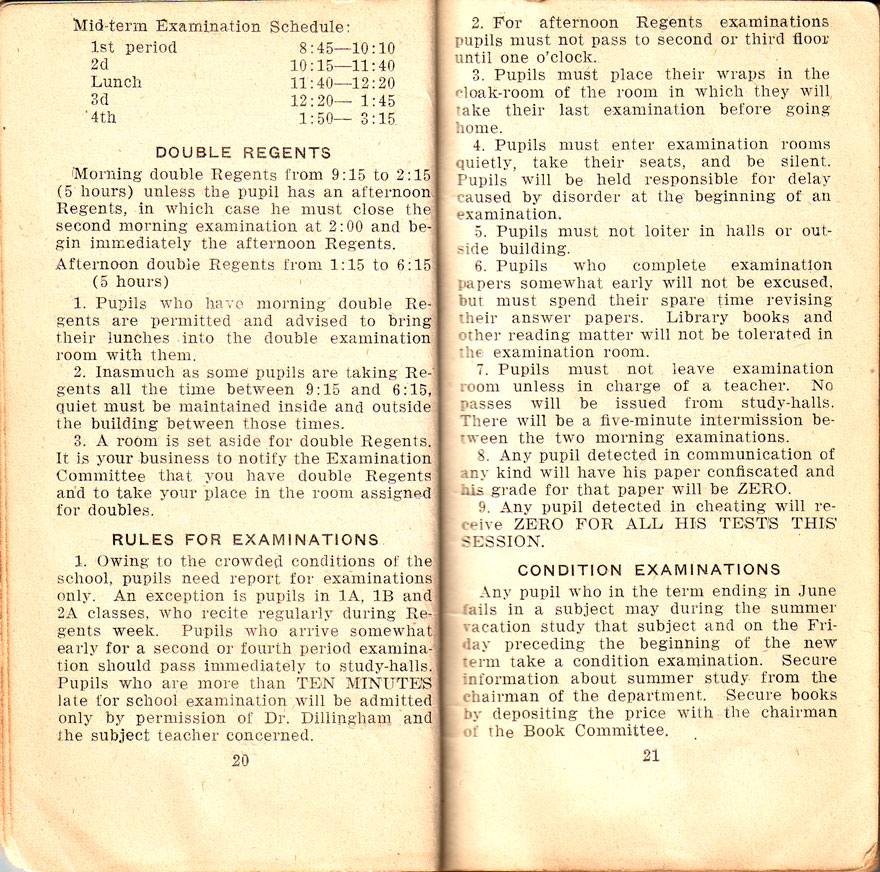 Mid-term Examination Schedule:
1st period 8:45—10:10
2d 10:15—11:40
Lunch 11:40—12:20
3d 12:20— 1:45
4th 1:50— 3:15
DOUBLE REGENTS
Morning double Regents from 9:15 to 2:15
(5 hours) unless the pupil has an afternoon
Regents, in which case he must close the
second morning examination at 2:00 and be-
gin immediately the afternoon Regents.
Afternoon double Regents from 1:15 to 6:15
(5 hours)
1. Pupils who have morning double Re-
gents are permitted and advised to bring
their lunches into the double examination
room with them.
2. Inasmuch as some pupils are taking Re-
gents all the time between 9:15 and 6:15,
quiet must be maintained inside and outside
the building between those times.
3. A room is set aside for double Regents.
It is your business to notify the Examination
Committee that you have double Regents
and to take your place in the room assigned
for doubles.
RULES FOR EXAMINATIONS
1. Owing to the crowded conditions of the
school, pupils need report for examinations
only. An exception is pupils in 1A, 1B and
2A classes, who recite regularly during Re-
gents week. Pupils who arrive somewhat
early for a second or fourth period examina-
tion should pass immediately to study-halls.
Pupils who are more than TEN MINUTES
late for school examination will be admitted
only by permission of Dr. Dillingham and
the subject teacher concerned.
20
2. For afternoon Regents examinations
pupils must not pass to second or third floor
until one o'clock.
3. Pupils must place their wraps in the
cloak-room of the room in which they will
take their last examination before going
home.
4. Pupils must enter examination rooms
quietly, take their seats, and be silent.
Pupils will be held responsible for delay
caused by disorder at the beginning of an
examination.
5. Pupils must not loiter in halls or out-
side building.
6. Pupils who complete examination
papers somewhat early will not be excused,
but must spend their spare time revising
their answer papers. Library books and
other reading matter will not be tolerated in
the examination room.
7. Pupils must not leave examination
room unless in charge of a teacher. No
passes will be issued from study-halls.
There will be a five-minute intermission be-
tween the two morning examinations.
8. Any pupil detected in communication of
any kind will have his paper confiscated and
his grade for that paper will be ZERO.
9. Any pupil detected in cheating will re-
ceive ZERO FOR ALL HIS TESTS THIS
SESSION.
CONDITION EXAMINATIONS
Any pupil who in the term ending in June
fails in a subject may during the summer
vacation study that subject and on the Fri-
day preceding the beginning of the new
term take a condition examination. Secure
information about summer study from the
chairman of the department. Secure books
by depositing the price with the chairman
of the Book Committee.
21